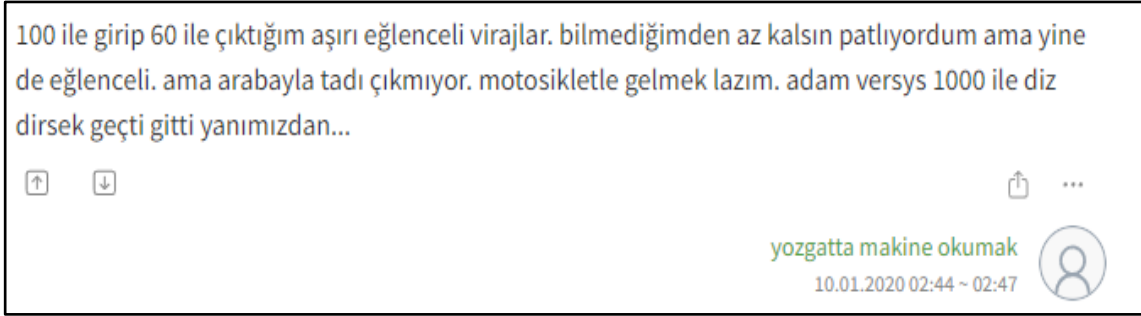 100 ile girip 60 ile çıktığım aşırı eğlenceli virajlar. bilmediğimden az kalsın patlıyordum ama yine
de eğlenceli. ama arabayla tadı çıkmıyor. motosikletle gelmek lazım. adam versys 1000 ile diz
dirsek geçti gitti yanımızdan...
yozgatta makine okumak
10.01.2020 02:44 ~ 02:47